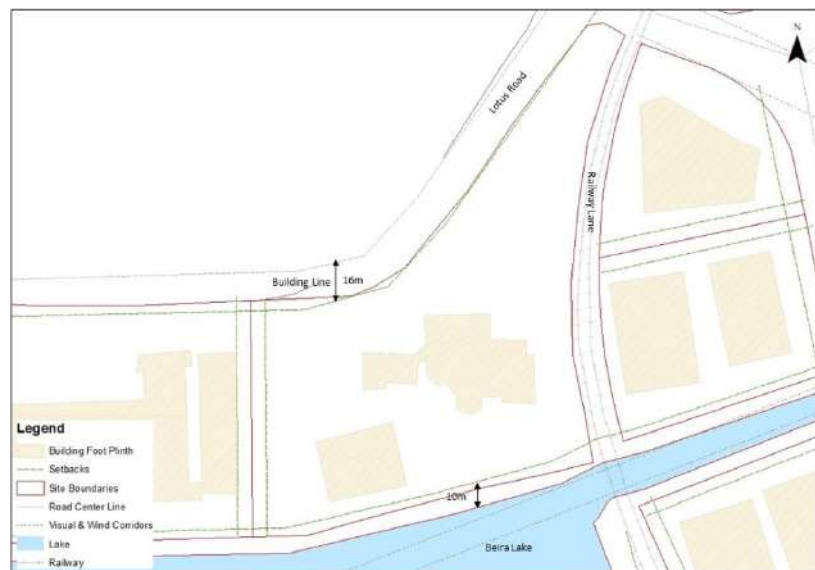 N
Lotus Road
Railway Lane
Building Line
16m
Legend
Building Foot Plinth
Setbacks
Site Boundaries
Road Center Line
Visual & Wind Corridors
Lake
Railway
10m
Beira Lake